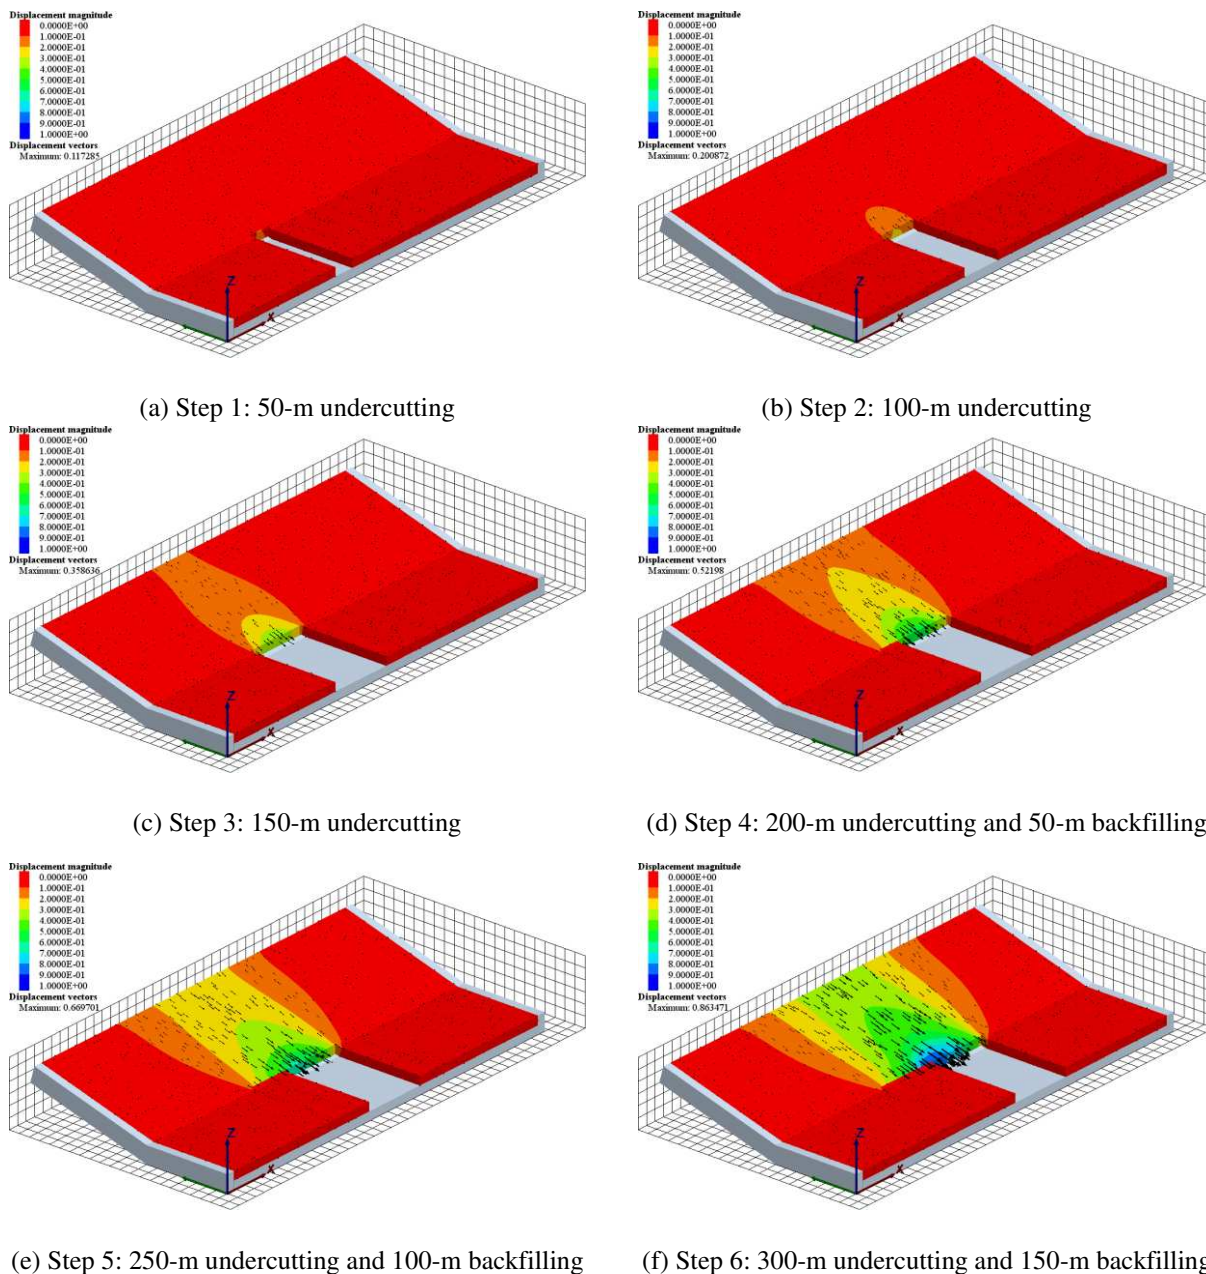 Displacement magnitude
0.0000E+00
1.0000E-01
2.0000E-01
3.0000E-01
4.0000E-01
5.0000E-01
6.0000E-01
7.0000E-01
8.0000E-01
9.0000E-01
1.0000E+00
Displacement vectors
Maximum: 0.117285
Z
X
(a) Step 1: 50-m undercutting
Displacement magnitude
0.0000E+00
1.0000E-01
2.0000E-01
3.0000E-01
4.0000E-01
5.0000E-01
6.0000E-01
7.0000E-01
8.0000E-01
9.0000E-01
1.0000E+00
Displacement vectors
Maximum: 0.200872
Z
X
(b) Step 2: 100-m undercutting
Displacement magnitude
0.0000E+00
1.0000E-01
2.0000E-01
3.0000E-01
4.0000E-01
5.0000E-01
6.0000E-01
7.0000E-01
8.0000E-01
9.0000E-01
1.0000E+00
Displacement vectors
Maximum: 0.358636
Z
X
(c) Step 3: 150-m undercutting
Displacement magnitude
0.0000E+00
1.0000E-01
2.0000E-01
3.0000E-01
4.0000E-01
5.0000E-01
6.0000E-01
7.0000E-01
8.0000E-01
9.0000E-01
1.0000E+00
Displacement vectors
Maximum: 0.52198
Z
X
(d) Step 4: 200-m undercutting and 50-m backfilling
Displacement magnitude
0.0000E+00
1.0000E-01
2.0000E-01
3.0000E-01
4.0000E-01
5.0000E-01
6.0000E-01
7.0000E-01
8.0000E-01
9.0000E-01
1.0000E+00
Displacement vectors
Maximum: 0.669701
Z
X
(e) Step 5: 250-m undercutting and 100-m backfilling
Displacement magnitude
0.0000E+00
1.0000E-01
2.0000E-01
3.0000E-01
4.0000E-01
5.0000E-01
6.0000E-01
7.0000E-01
8.0000E-01
9.0000E-01
1.0000E+00
Displacement vectors
Maximum: 0.863471
Z
X
(f) Step 6: 300-m undercutting and 150-m backfilling